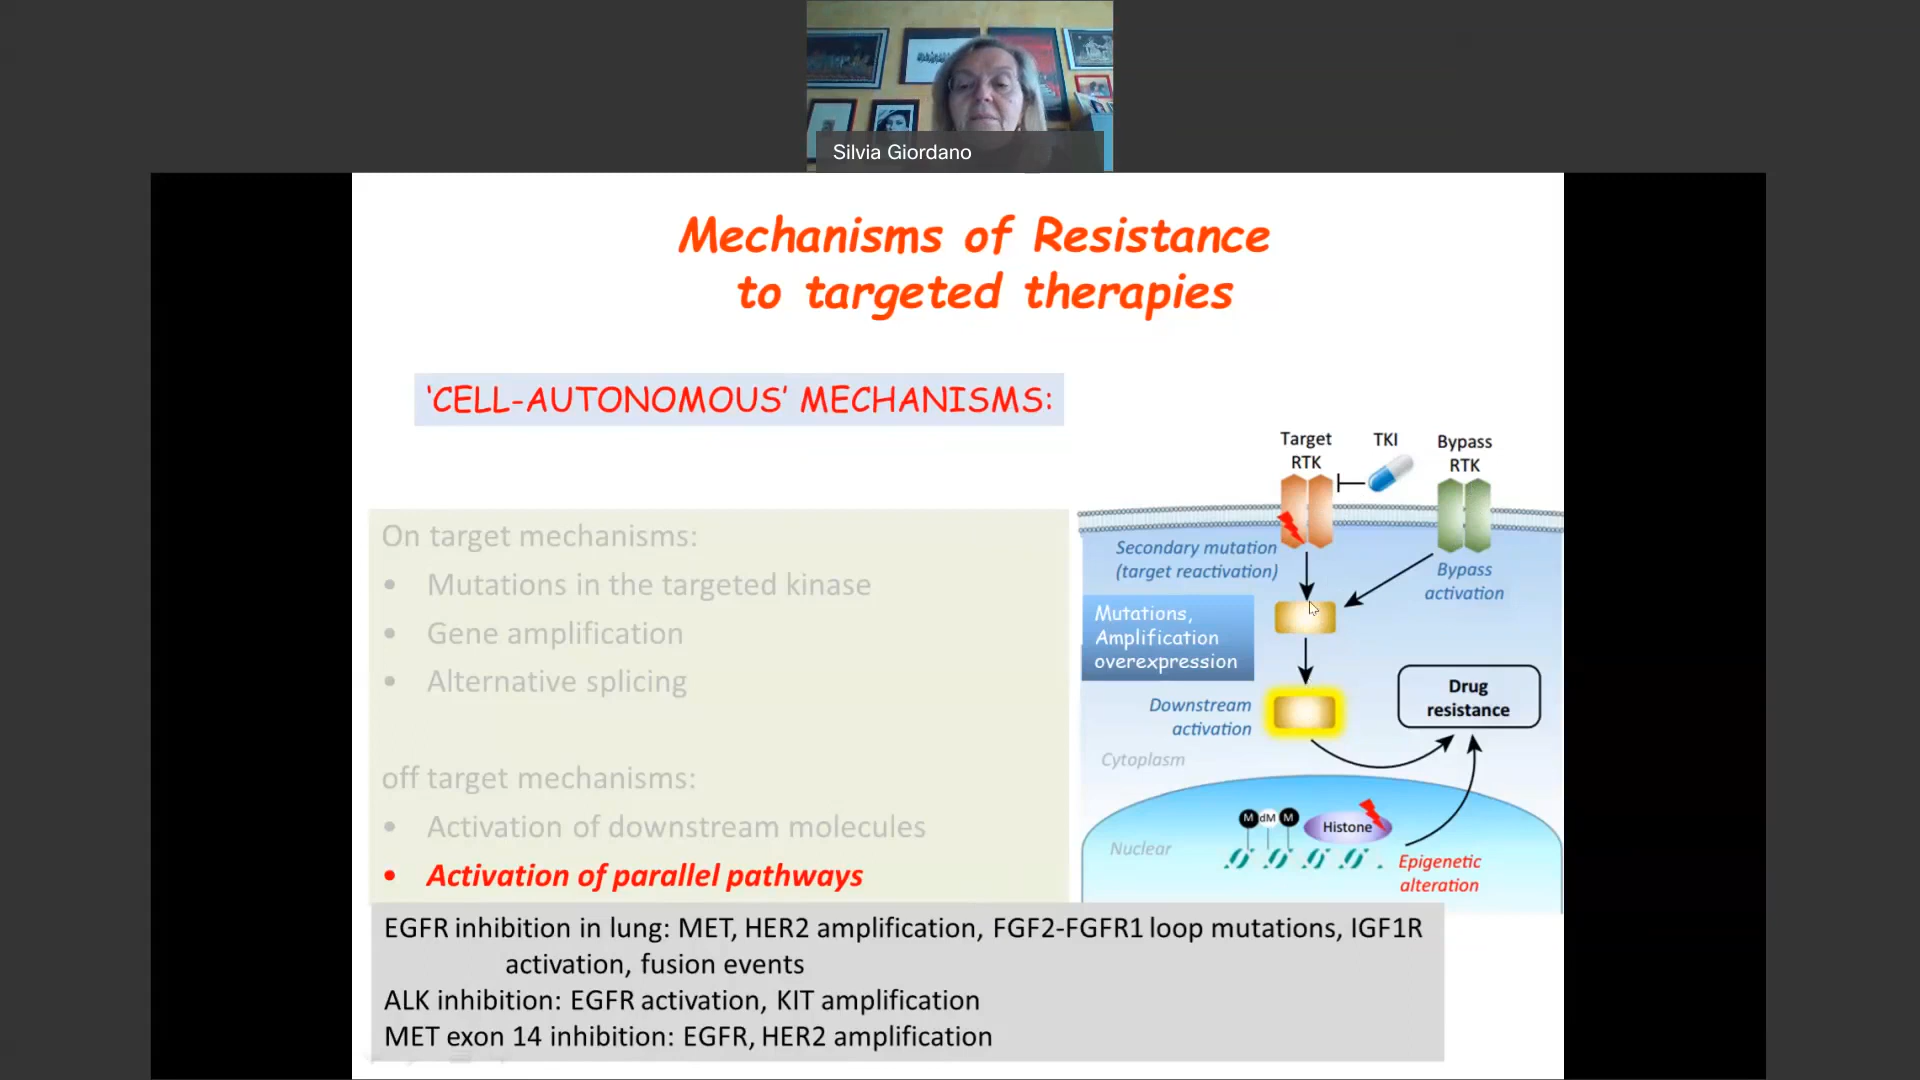 Silvia Giordano
Mechanisms of Resistance
to targeted therapies
‘CELL-AUTONOMOUS’ MECHANISMS:
On target mechanisms:
• Mutations in the targeted kinase
• Gene amplification
• Alternative splicing
off target mechanisms:
• Activation of downstream molecules
• Activation of parallel pathways
Target
RTK
TKI
Bypass
RTK
Secondary mutation
(target reactivation)
Bypass
activation
Mutations,
Amplification
overexpression
Downstream
activation
Drug
resistance
Cytoplasm
M dM M
Histone
Nuclear
Epigenetic
alteration
EGFR inhibition in lung: MET, HER2 amplification, FGF2-FGFR1 loop mutations, IGF1R
activation, fusion events
ALK inhibition: EGFR activation, KIT amplification
MET exon 14 inhibition: EGFR, HER2 amplification